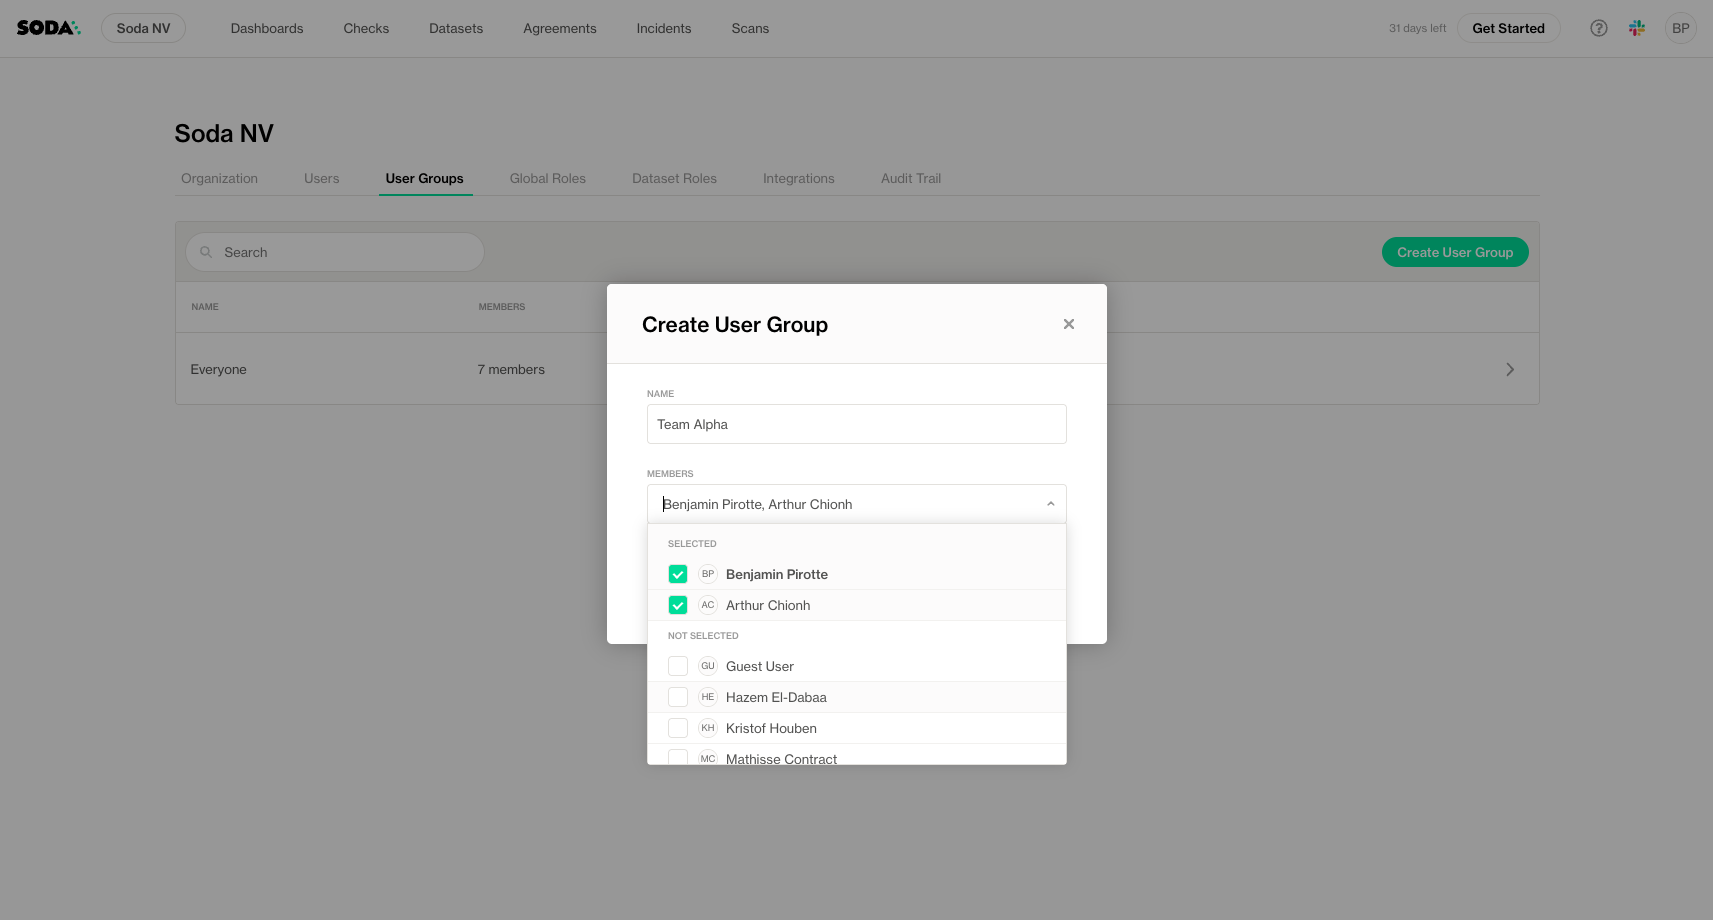 SODA Soda NV Dashboards Checks Datasets Agreements Incidents Scans 31 days left Get Started BP
Soda NV
Organization Users User Groups Global Roles Dataset Roles Integrations Audit Trail
Search Create User Group
NAME MEMBERS
Everyone 7 members
Create User Group
NAME
Team Alpha
MEMBERS
Benjamin Pirotte, Arthur Chionh
SELECTED
BP Benjamin Pirotte
AC Arthur Chionh
NOT SELECTED
GU Guest User
HE Hazem El-Dabaa
KH Kristof Houben
MC Mathisse Contract